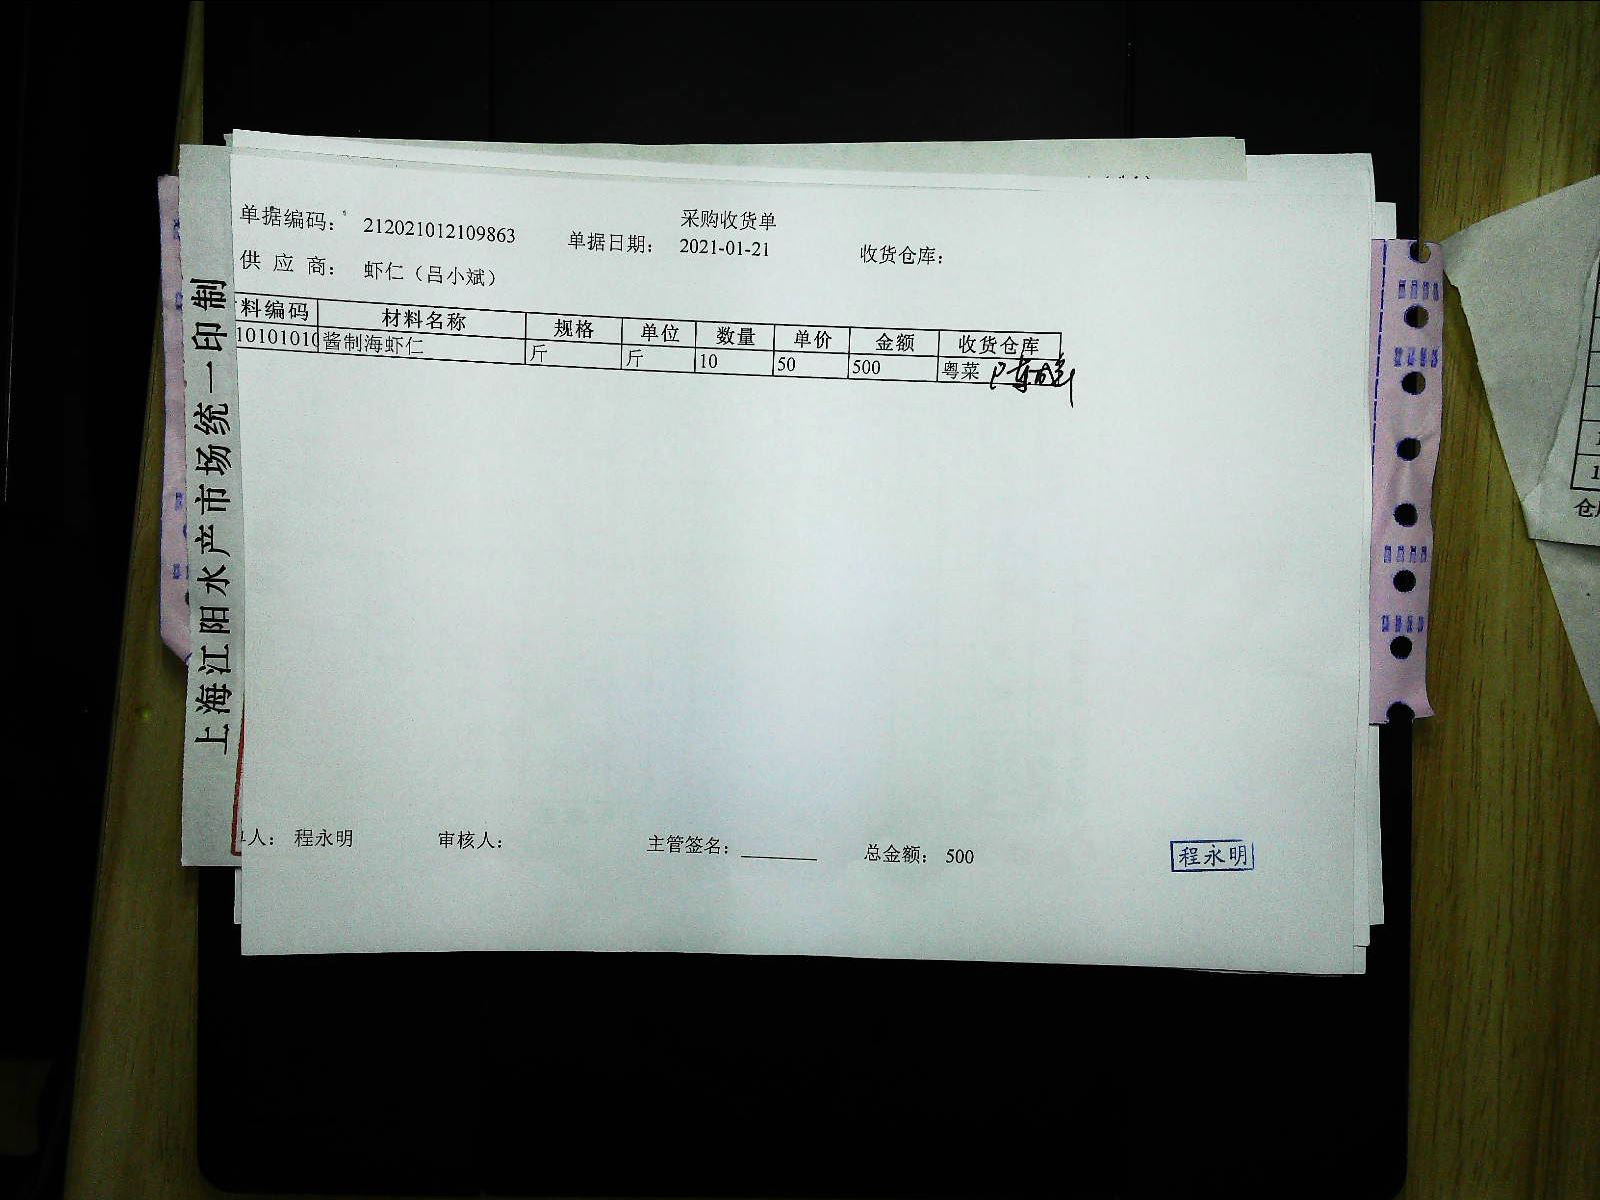 采购收货单
单据编码： 212021012109863 单据日期： 2021-01-21 收货仓库：
供 应 商： 虾仁（吕小斌）
料编码 材料名称 规格 单位 数量 单价 金额 收货仓库
10101010 酱制海虾仁 斤 斤 10 50 500 粤菜
人： 程永明 审核人： 主管签名： 总金额： 500
程永明
上海江阳水产市场统一印制